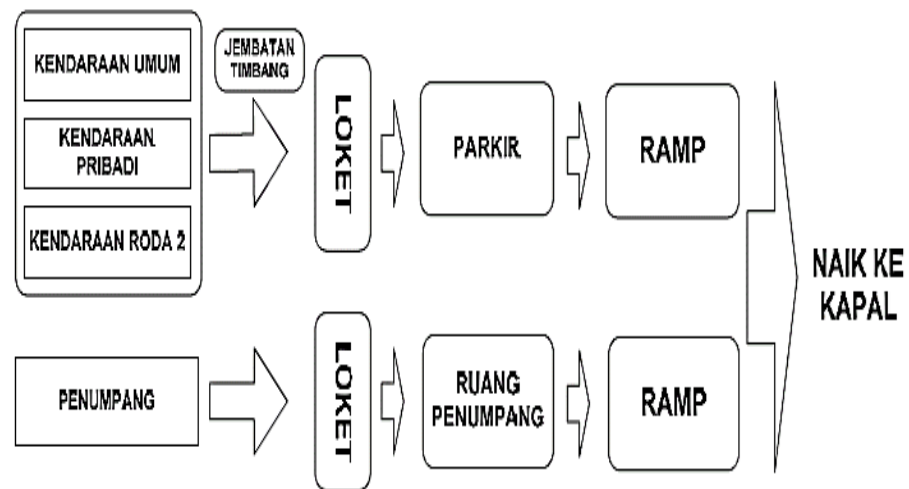 KENDARAAN UMUM
KENDARAAN
PRIBADI
KENDARAAN RODA 2
JEMBATAN
TIMBANG
LOKET
PARKIR
RAMP
PENUMPANG
LOKET
RUANG
PENUMPANG
RAMP
NAIK KE
KAPAL